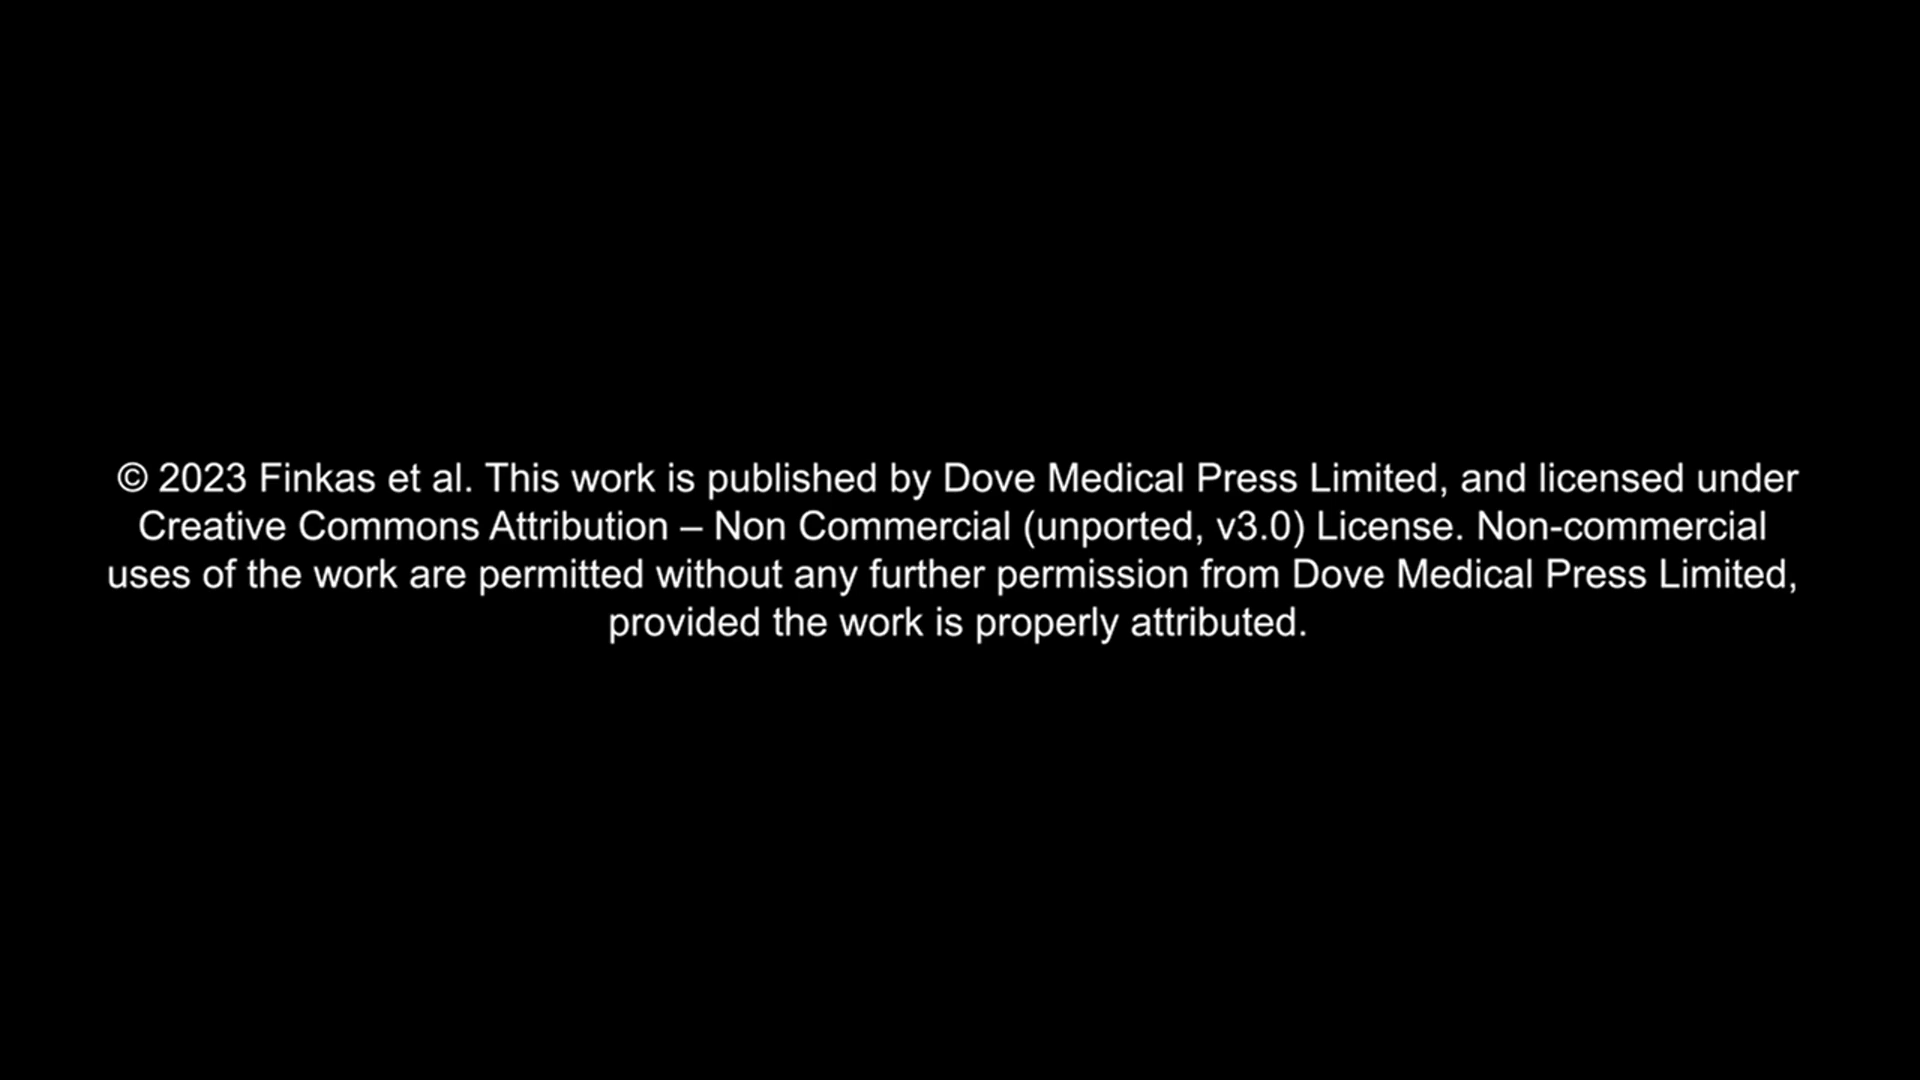 © 2023 Finkas et al. This work is published by Dove Medical Press Limited, and licensed under
Creative Commons Attribution – Non Commercial (unported, v3.0) License. Non-commercial
uses of the work are permitted without any further permission from Dove Medical Press Limited,
provided the work is properly attributed.